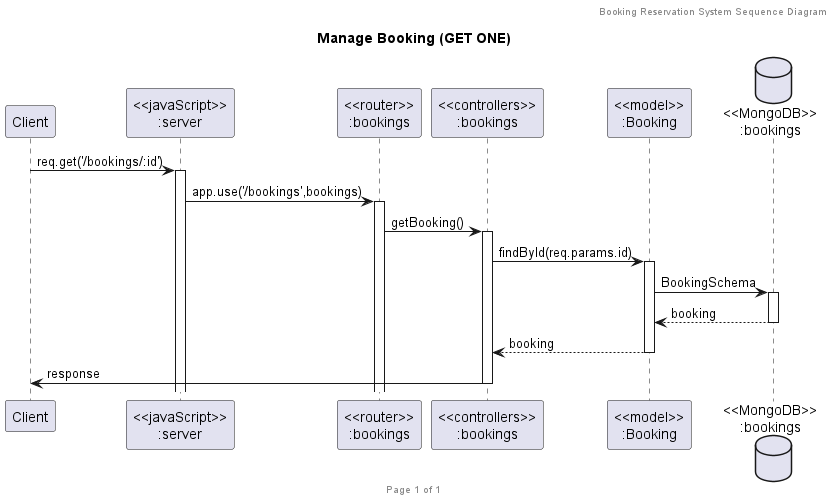 Booking Reservation System Sequence Diagram
Manage Booking (GET ONE)
Client
<<javaScript>>
:server
<<router>>
:bookings
<<controllers>>
:bookings
<<model>>
:Booking
<<MongoDB>>
:bookings
req.get('/bookings/:id')
app.use('/bookings',bookings)
getBooking()
findById(req.params.id)
BookingSchema
booking
booking
response
Client
<<javaScript>>
:server
<<router>>
:bookings
<<controllers>>
:bookings
<<model>>
:Booking
<<MongoDB>>
:bookings
Page 1 of 1